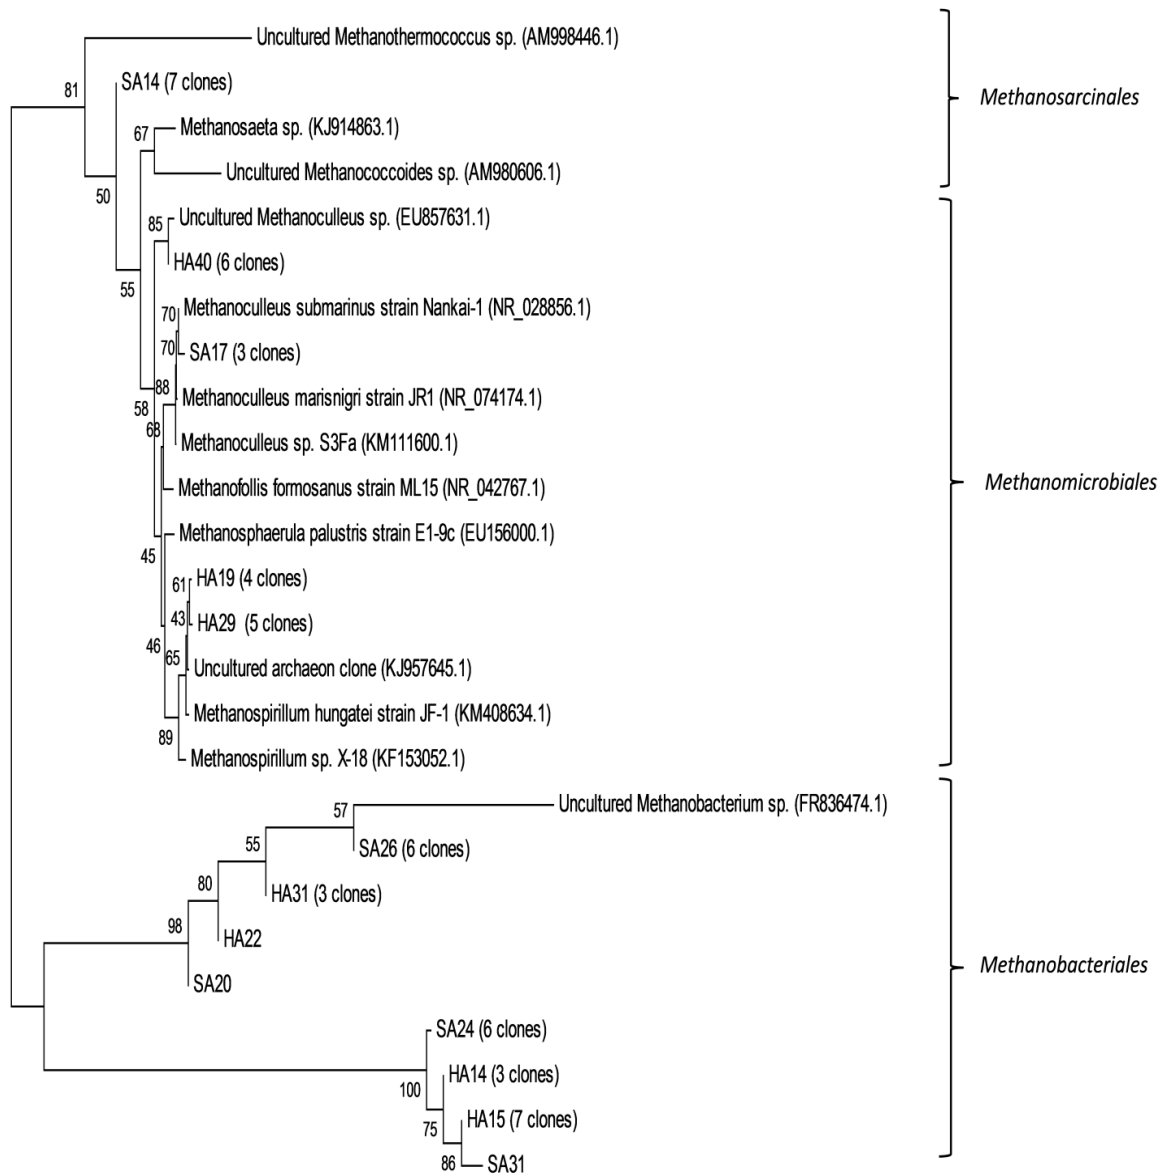 Uncultured Methanothermococcus sp. (AM998446.1)
81
SA14 (7 clones)
Methanosarcinales
67
Methanosaeta sp. (KJ914863.1)
Uncultured Methanococcoides sp. (AM980606.1)
50
85
Uncultured Methanoculleus sp. (EU857631.1)
HA40 (6 clones)
55
70
Methanoculleus submarinus strain Nankai-1 (NR_028856.1)
70
SA17 (3 clones)
88
Methanoculleus marisnigri strain JR1 (NR_074174.1)
58
68
Methanoculleus sp. S3Fa (KM111600.1)
Methanofollis formosanus strain ML15 (NR_042767.1)
Methanomicrobiales
Methanosphaerula palustris strain E1-9c (EU156000.1)
45
61
HA19 (4 clones)
43
HA29 (5 clones)
46
65
Uncultured archaeon clone (KJ957645.1)
Methanospirillum hungatei strain JF-1 (KM408634.1)
89
Methanospirillum sp. X-18 (KF153052.1)
57
Uncultured Methanobacterium sp. (FR836474.1)
55
SA26 (6 clones)
80
HA31 (3 clones)
98
HA22
Methanobacteriales
SA20
SA24 (6 clones)
100
HA14 (3 clones)
75
HA15 (7 clones)
86
SA31